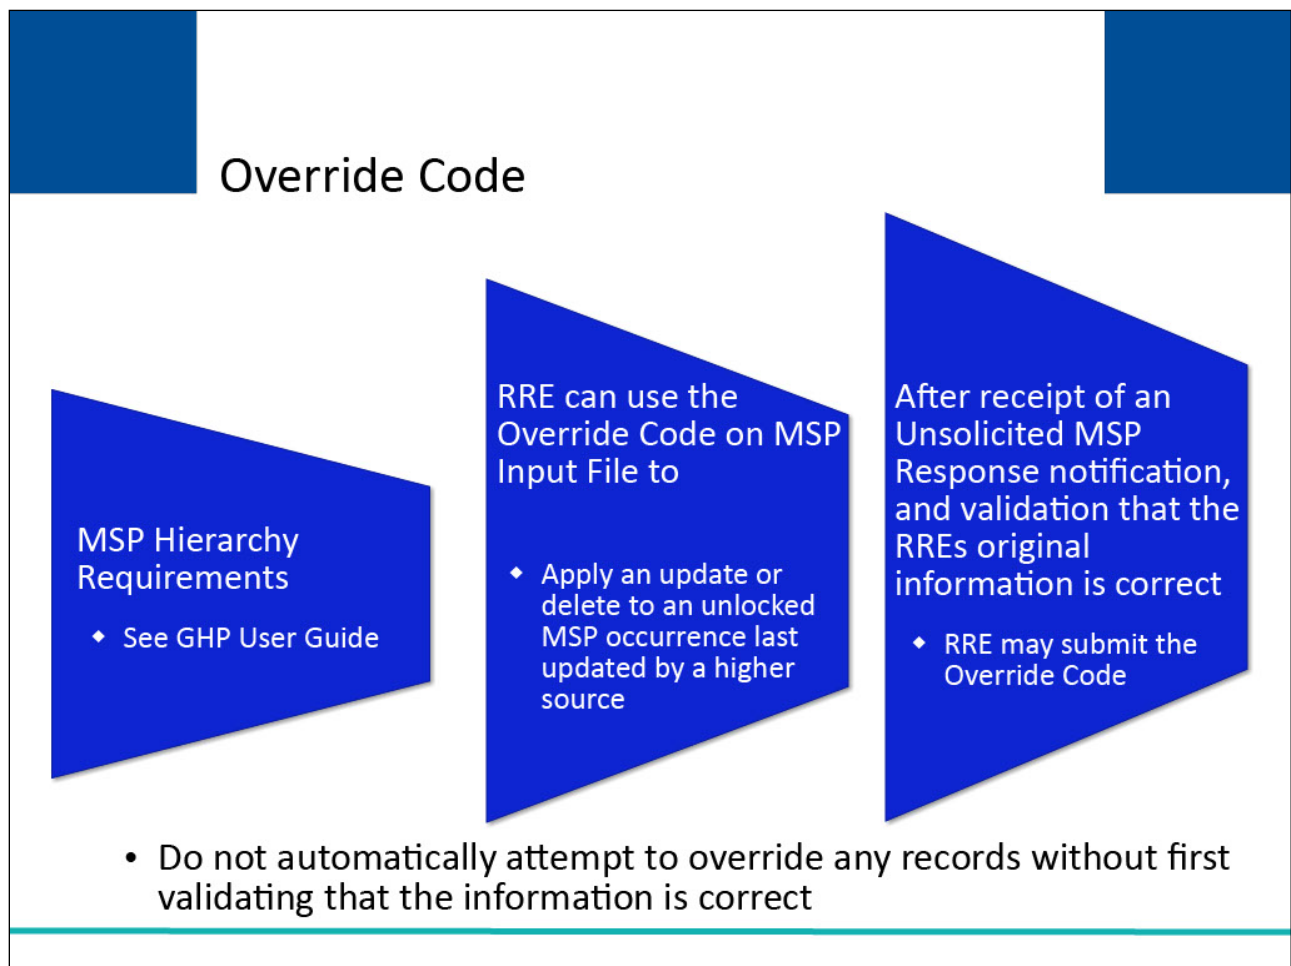 Override Code
MSP Hierarchy
Requirements
◆ See GHP User Guide
RRE can use the
Override Code on MSP
Input File to
◆ Apply an update or
delete to an unlocked
MSP occurrence last
updated by a higher
source
After receipt of an
Unsolicited MSP
Response notification,
and validation that the
RREs original
information is correct
◆ RRE may submit the
Override Code
• Do not automatically attempt to override any records without first
validating that the information is correct